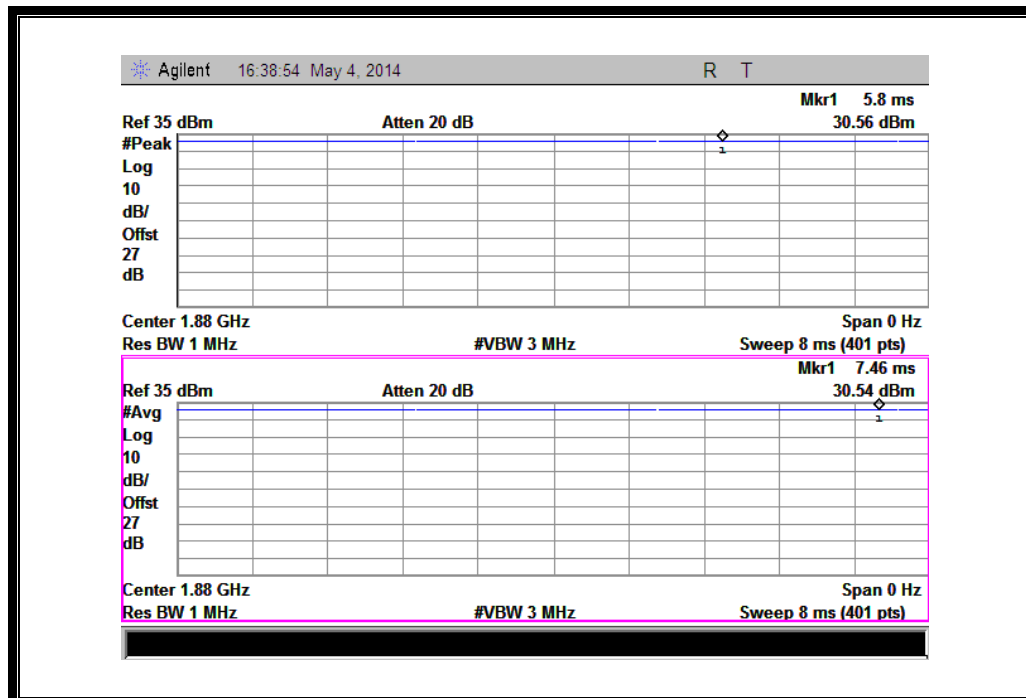 Agilent 16:38:54 May 4, 2014 R T
Mkr1 5.8 ms
Ref 35 dBm Atten 20 dB 30.56 dBm
#Peak
1
Log
10
dB/
Offst
27
dB
Center 1.88 GHz Span 0 Hz
Res BW 1 MHz #VBW 3 MHz Sweep 8 ms (401 pts)
Mkr1 7.46 ms
Ref 35 dBm Atten 20 dB 30.54 dBm
#Avg
1
Log
10
dB/
Offst
27
dB
Center 1.88 GHz Span 0 Hz
Res BW 1 MHz #VBW 3 MHz Sweep 8 ms (401 pts)